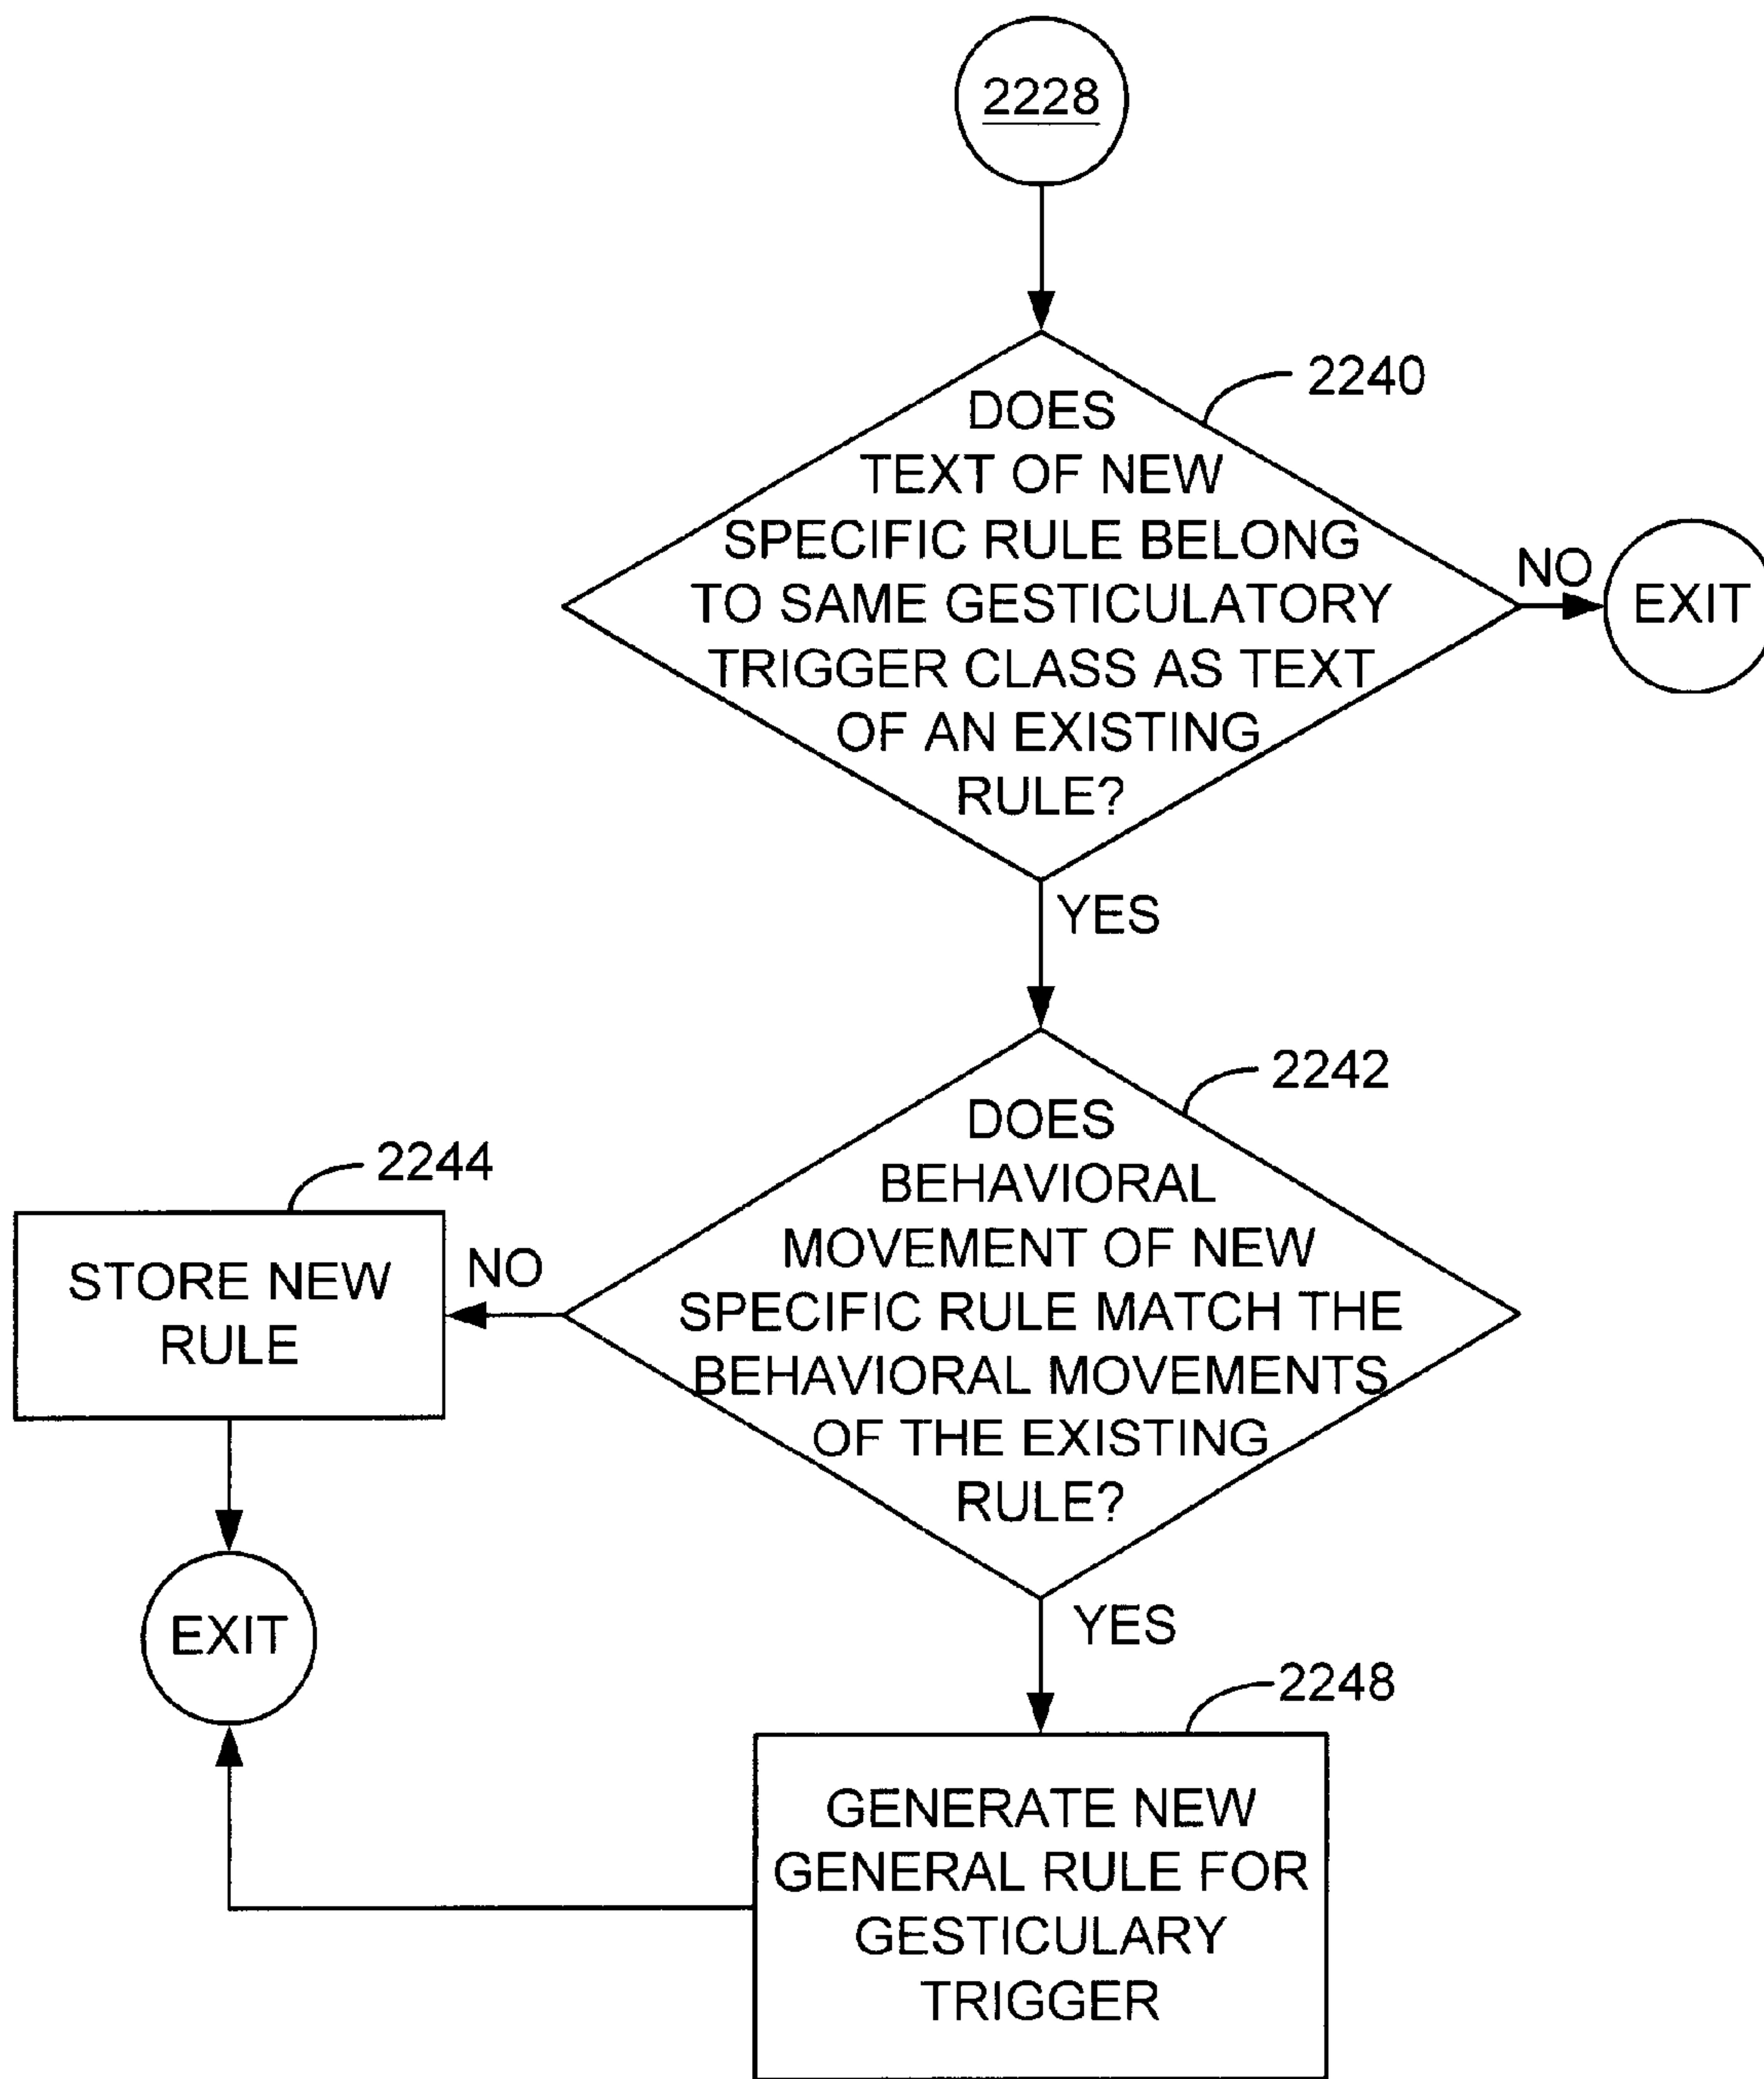 2228
2240
DOES
TEXT OF NEW
SPECIFIC RULE BELONG
TO SAME GESTICULATORY
TRIGGER CLASS AS TEXT
OF AN EXISTING
RULE?
NO
EXIT
YES
2242
DOES
BEHAVIORAL
MOVEMENT OF NEW
SPECIFIC RULE MATCH THE
BEHAVIORAL MOVEMENTS
OF THE EXISTING
RULE?
NO
2244
STORE NEW
RULE
EXIT
YES
2248
GENERATE NEW
GENERAL RULE FOR
GESTICULARY
TRIGGER